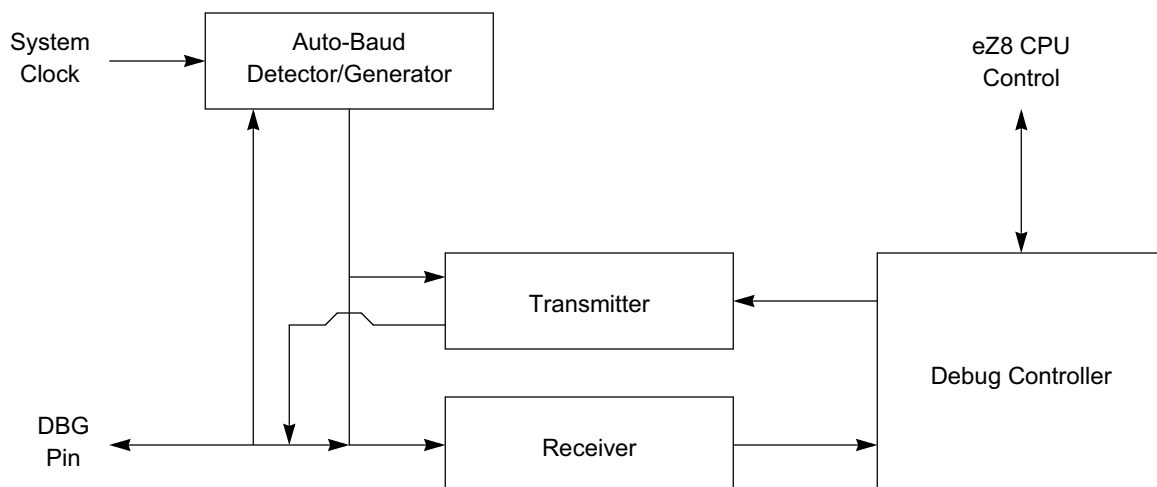 System
Clock
Auto-Baud
Detector/Generator
eZ8 CPU
Control
Transmitter
Debug Controller
DBG
Pin
Receiver